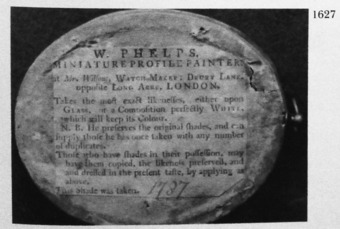 1627
W. PHELPS,
MINIATURE PROFILE PAINTER,
at Mr. Wilson, WATCH-MAKER; DRURY LANE,
opposite LONG ACRE, LONDON.
Takes the most exact likenesses, either upon
GLASS, or a Composition perfectly WHITE,
which will keep its Colour.
N. B. He preserves the original shades, and can
supply those he has once taken with any number
of duplicates.
Those who have shades in their possession, may
have them copied, the likeness preserved, and
and dressed in the present taste, by applying as
above.
This shade was taken, 1787